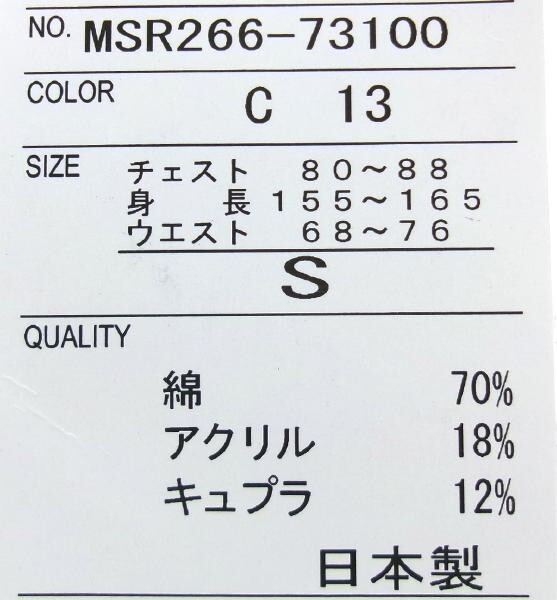 NO. MSR266-73100
COLOR C 13
SIZE チェスト 80～88
身長 155～165
ウエスト 68～76
S
QUALITY
綿 70%
アクリル 18%
キュプラ 12%
日本製